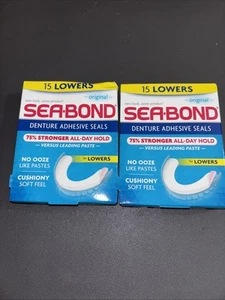 15 LOWERS
original
SEA·BOND
DENTURE ADHESIVE SEALS
75% STRONGER ALL-DAY HOLD
VERSUS LEADING PASTE
NO OOZE
LIKE PASTES
for LOWERS
CUSHIONY
SOFT FEEL
15 LOWERS
original
SEA·BOND
DENTURE ADHESIVE SEALS
75% STRONGER ALL-DAY HOLD
VERSUS LEADING PASTE
NO OOZE
LIKE PASTES
for LOWERS
CUSHIONY
SOFT FEEL